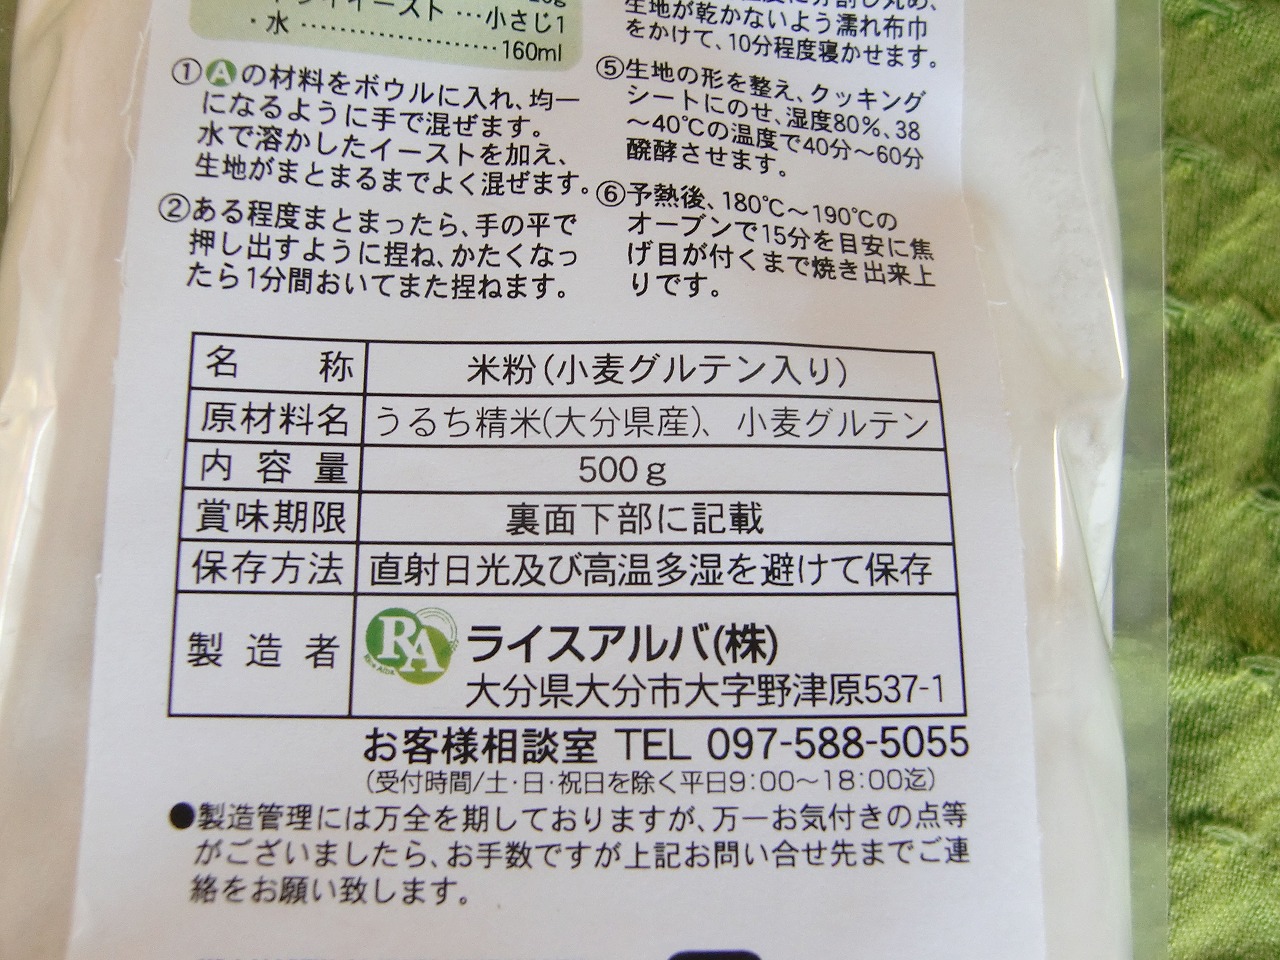 イースト…小さじ1
・水………………160ml
①Ⓐの材料をボウルに入れ、均一
になるように手で混ぜます。
水で溶かしたイーストを加え、
生地がまとまるまでよく混ぜます。
②ある程度まとまったら、手の平で
押し出すように捏ね、かたくなっ
たら1分間おいてまた捏ねます。
生地が乾かないよう濡れ布巾
をかけて、10分程度寝かせます。
⑤生地の形を整え、クッキング
シートにのせ、湿度80%、38
～40℃の温度で40分～60分
醗酵させます。
⑥予熱後、180℃～190℃の
オーブンで15分を目安に焦
げ目が付くまで焼き出来上
りです。
名称 米粉(小麦グルテン入り)
原材料名 うるち精米(大分県産)、小麦グルテン
内容量 500g
賞味期限 裏面下部に記載
保存方法 直射日光及び高温多湿を避けて保存
製造者 RA ライスアルバ(株)
大分県大分市大字野津原537-1
お客様相談室 TEL 097-588-5055
(受付時間/土・日・祝日を除く平日9:00～18:00迄)
●製造管理には万全を期しておりますが、万一お気付きの点等
がございましたら、お手数ですが上記お問い合せ先までご連
絡をお願い致します。